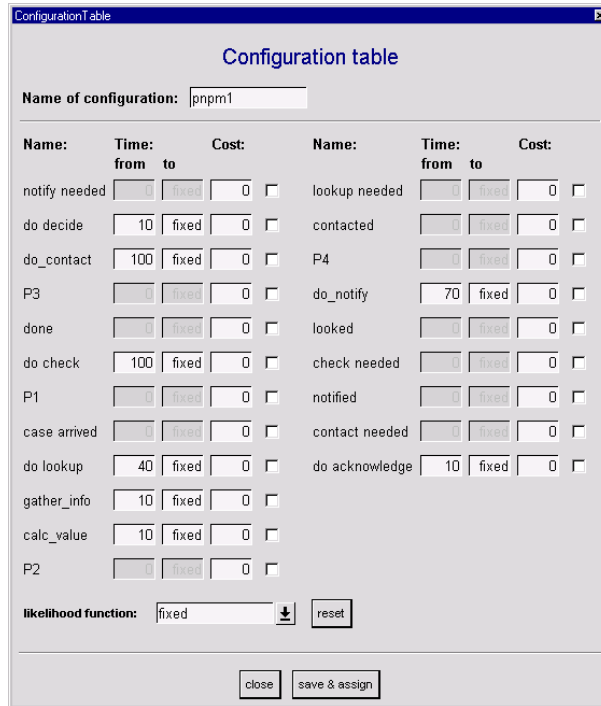 ConfigurationTable
Configuration table
Name of configuration: pnpm1
Name: Time: Cost: Name: Time: Cost:
from to from to
notify needed 0 fixed 0 lookup needed 0 fixed 0
do decide 10 fixed 0 contacted 0 fixed 0
do_contact 100 fixed 0 P4 0 fixed 0
P3 0 fixed 0 do_notify 70 fixed 0
done 0 fixed 0 looked 0 fixed 0
do check 100 fixed 0 check needed 0 fixed 0
P1 0 fixed 0 notified 0 fixed 0
case arrived 0 fixed 0 contact needed 0 fixed 0
do lookup 40 fixed 0 do acknowledge 10 fixed 0
gather_info 10 fixed 0
calc_value 10 fixed 0
P2 0 fixed 0
likelihood function: fixed reset
close save & assign